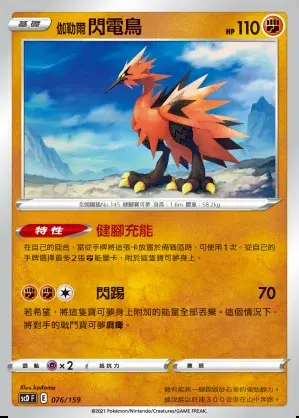 基礎 伽勒爾 閃電鳥 HP 110
全國圖鑑No.145 閃電寶可夢 身高:1.6m 體重:58.2kg
特性 健腳充能
在自己的回合,當從手牌將這張卡放置於備戰區時,可使用1次。從自己的
手牌選擇最多2張 能量卡,附於這隻寶可夢身上。
閃踢 70
若希望,將這隻寶可夢身上附加的能量全部丟棄。這個情況下,
將對手的戰鬥寶可夢麻痺。
弱點 ×2 抵抗力 撤退
Illus. kodama
sCD F E 076/159
©2021 Pokémon/Nintendo/Creatures/GAME FREAK.